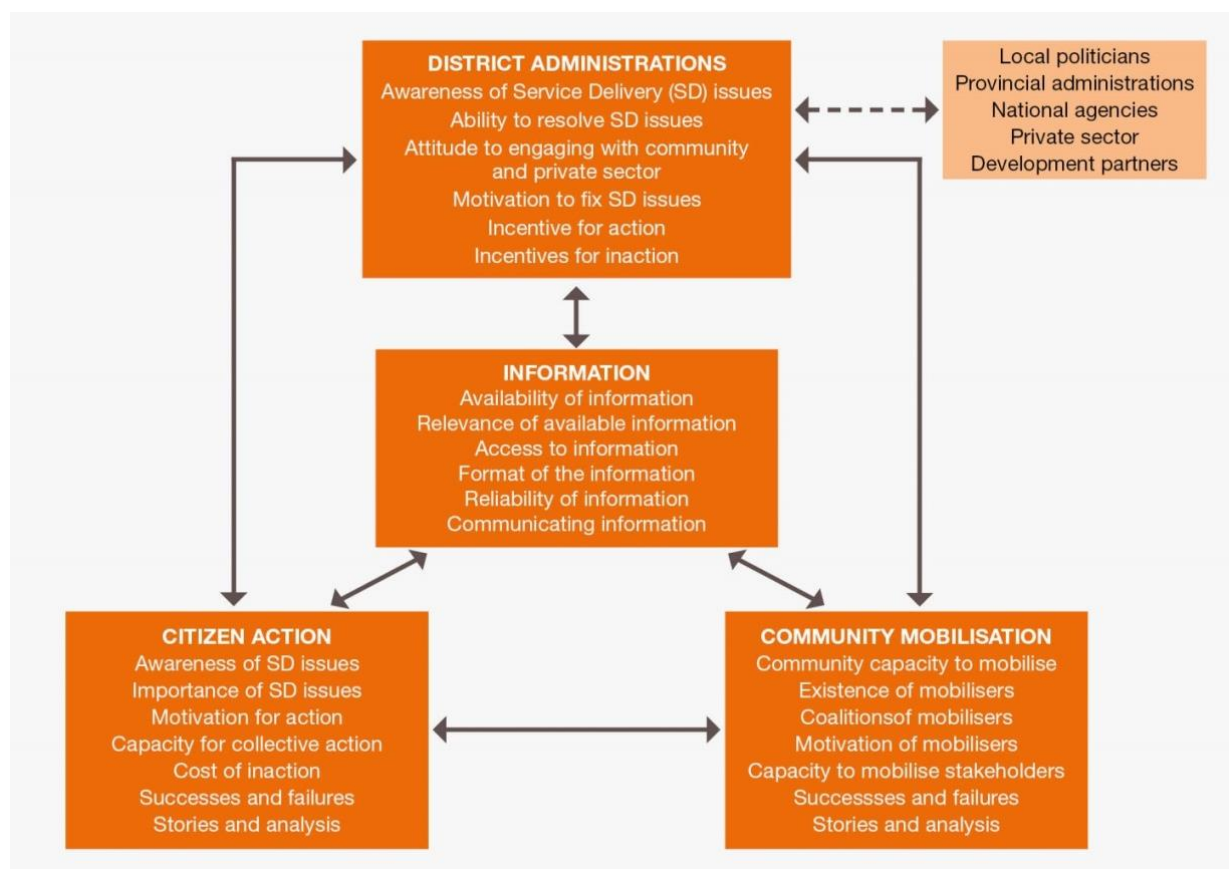 DISTRICT ADMINISTRATIONS
Awareness of Service Delivery (SD) issues
Ability to resolve SD issues
Attitude to engaging with community
and private sector
Motivation to fix SD issues
Incentive for action
Incentives for inaction
Local politicians
Provincial administrations
National agencies
Private sector
Development partners
INFORMATION
Availability of information
Relevance of available information
Access to information
Format of the information
Reliability of information
Communicating information
CITIZEN ACTION
Awareness of SD issues
Importance of SD issues
Motivation for action
Capacity for collective action
Cost of inaction
Successes and failures
Stories and analysis
COMMUNITY MOBILISATION
Community capacity to mobilise
Existence of mobilisers
Coalitionsof mobilisers
Motivation of mobilisers
Capacity to mobilise stakeholders
Successses and failures
Stories and analysis